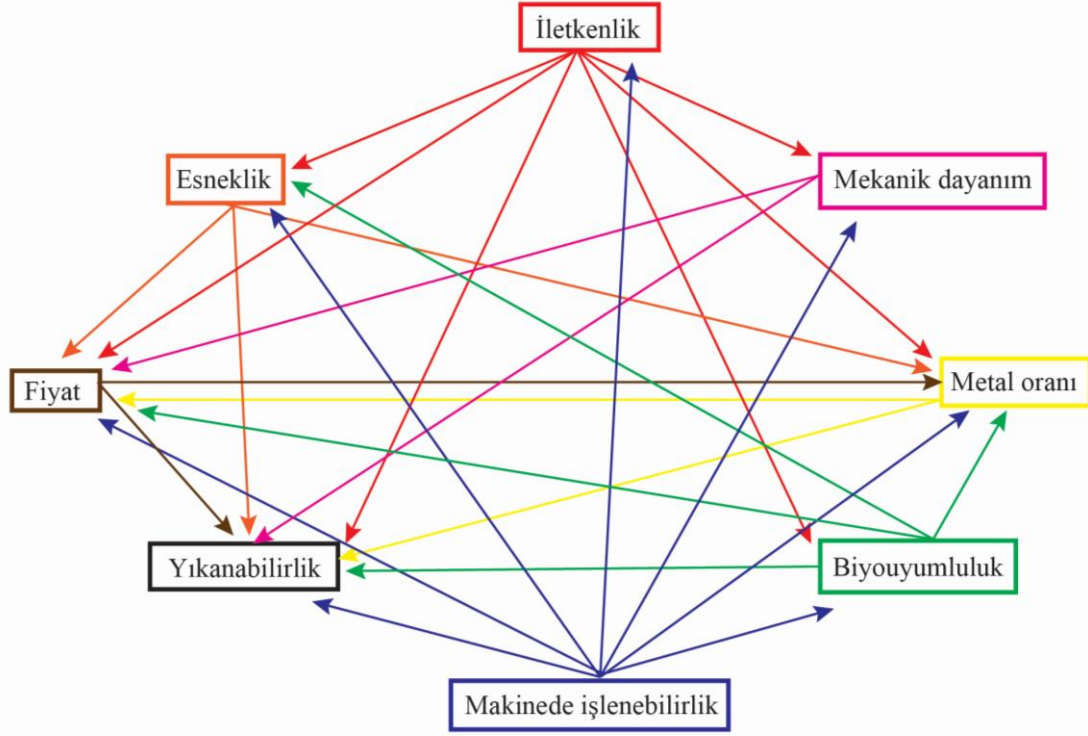 İletkenlik
Esneklik
Mekanik dayanım
Fiyat
Metal oranı
Yıkanabilirlik
Biyouyumluluk
Makinede işlenebilirlik